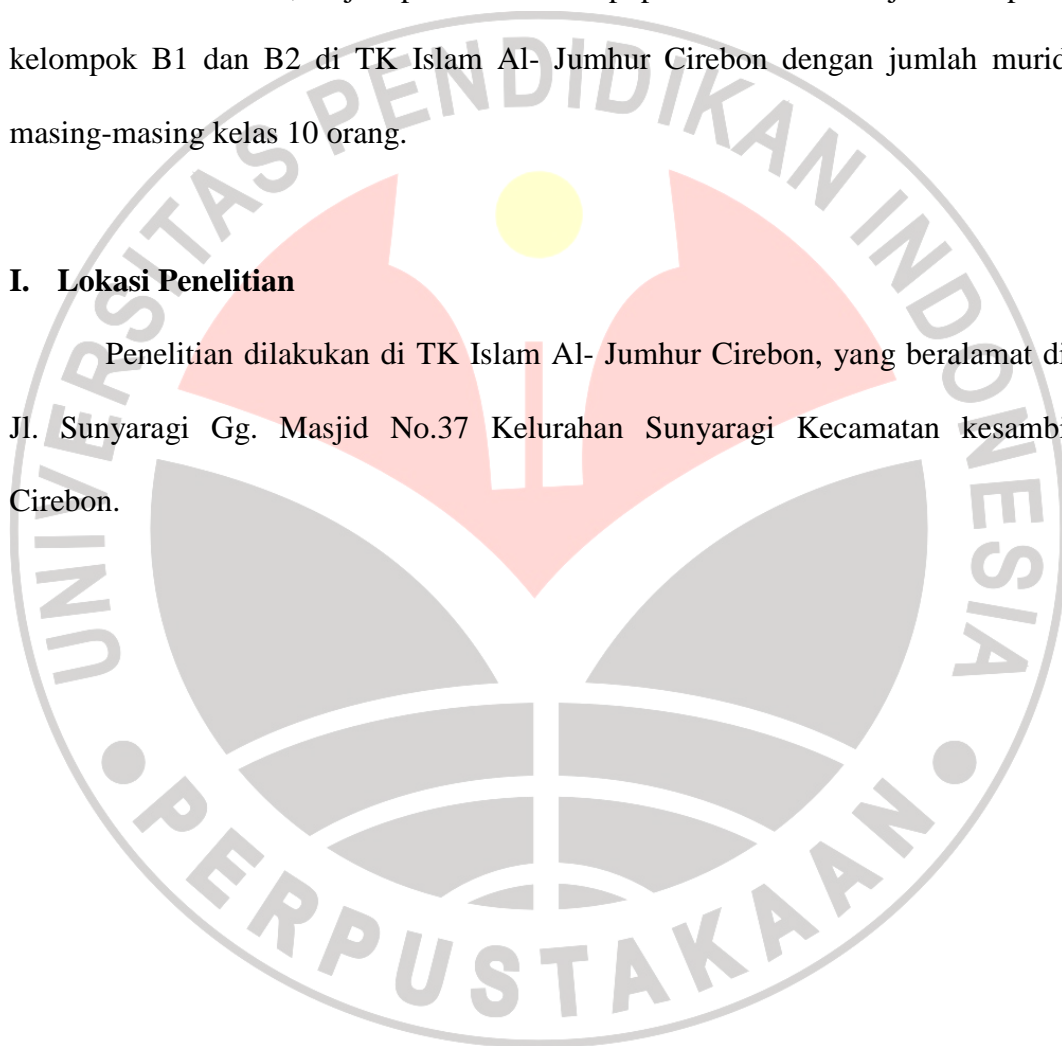 kelompok B1 dan B2 di TK Islam Al- Jumhur Cirebon dengan jumlah murid
masing-masing kelas 10 orang.
I. Lokasi Penelitian
Penelitian dilakukan di TK Islam Al- Jumhur Cirebon, yang beralamat di
Jl. Sunyaragi Gg. Masjid No.37 Kelurahan Sunyaragi Kecamatan kesambi
Cirebon.
UNIVERSITAS PENDIDIKAN INDONESIA
PERPUSTAKAAN